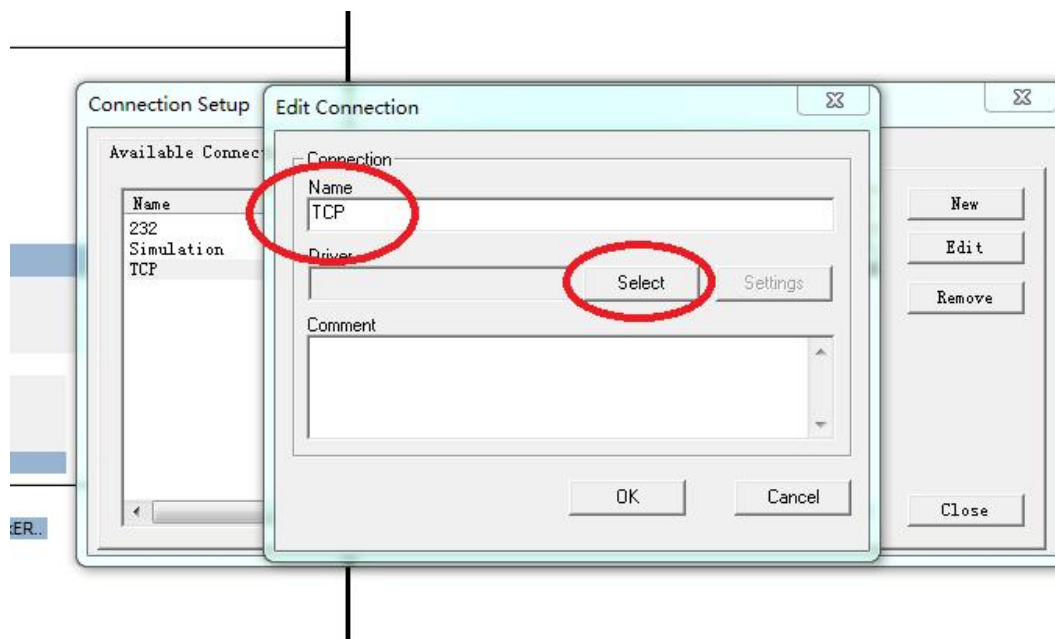 Connection Setup
Edit Connection
Available Connec
Connection
Name
TCP
Driver
Select
Settings
Comment
OK
Cancel
Name
232
Simulation
TCP
New
Edit
Remove
Close
ER..